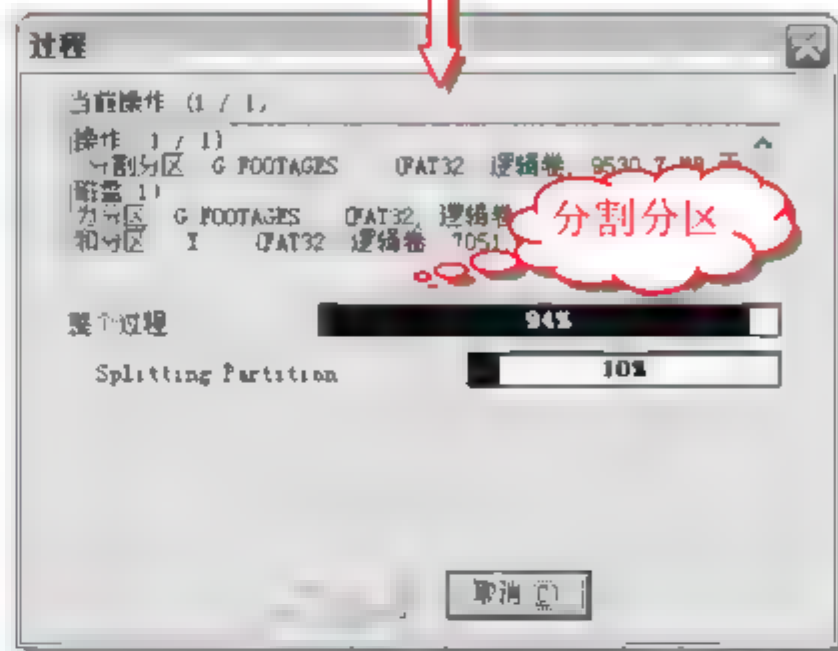 过程
当前操作 (1 / 1)
操作 1 / 1)
分割分区 G FOOTAGES (FAT32 逻辑卷, 9530.7 MB 于
磁盘 1)
为分区 G FOOTAGES (FAT32, 逻辑卷
和分区 I (FAT32 逻辑卷 7051
分割分区
整个过程 94%
Splitting Partition 10%
取消 (C)